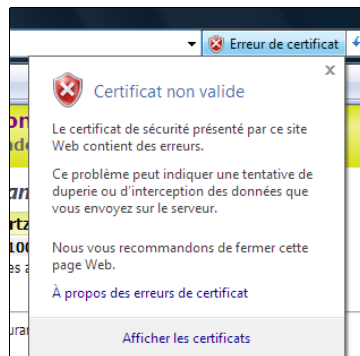 Erreur de certificat
Certificat non valide
Le certificat de sécurité présenté par ce site
Web contient des erreurs.
Ce problème peut indiquer une tentative de
duperie ou d'interception des données que
vous envoyez sur le serveur.
Nous vous recommandons de fermer cette
page Web.
À propos des erreurs de certificat
Afficher les certificats